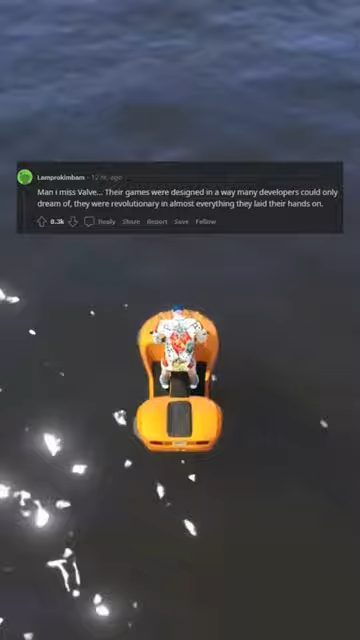 Lamprokimbam · 12 hr. ago
Man i miss Valve... Their games were designed in a way many developers could only
dream of, they were revolutionary in almost everything they laid their hands on.
8.3k Reply Share Report Save Follow